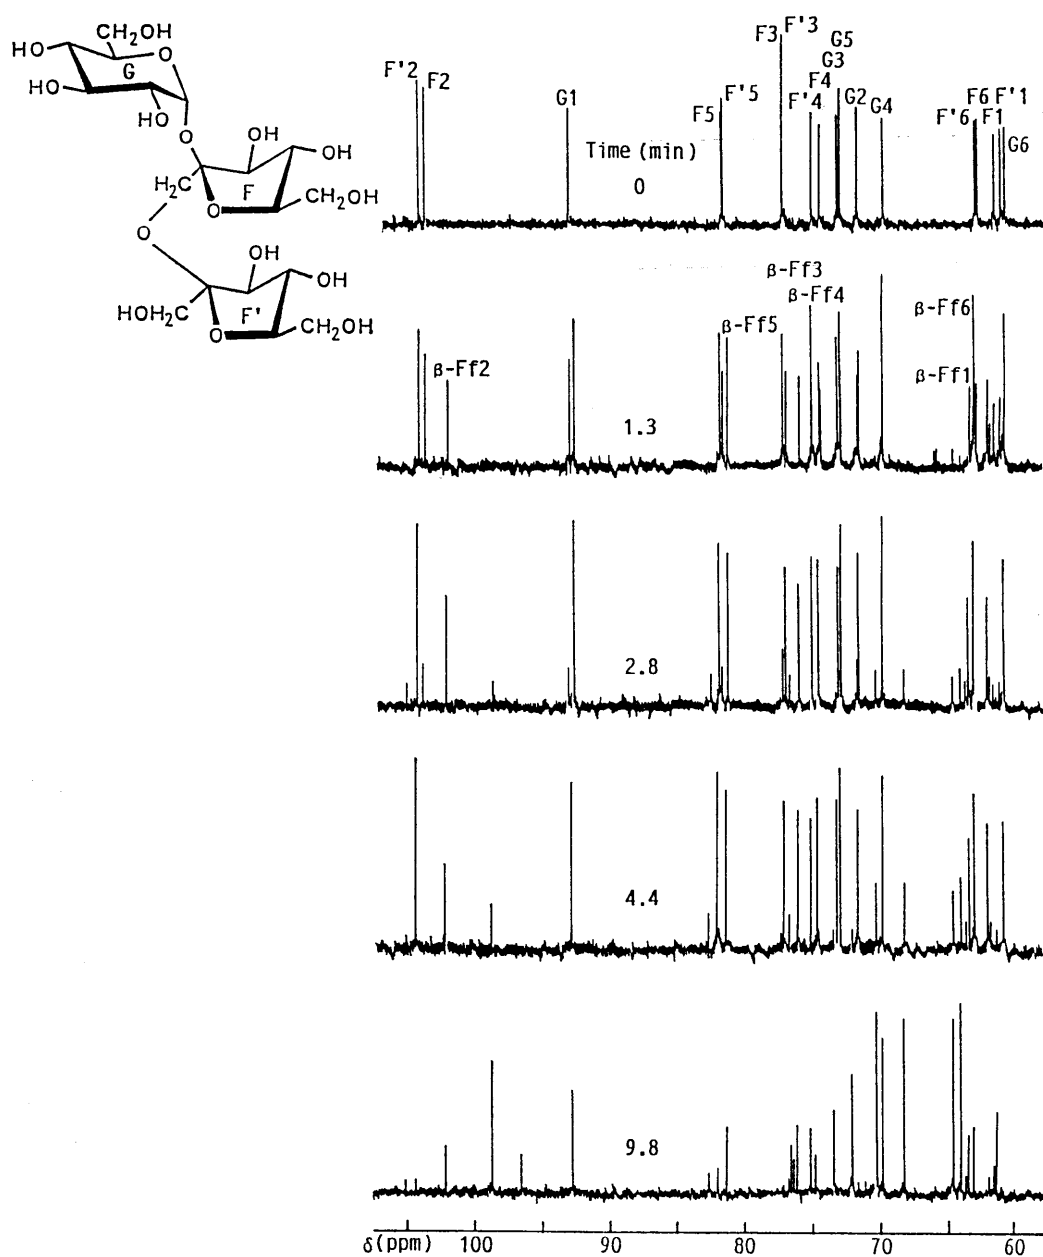 CH₂OH
HO
O
G
HO
HO
O
OH
OH
H₂C
F
O
CH₂OH
O
OH
OH
HOH₂C
F'
O
CH₂OH
F'2
F2
G1
F5
F'5
F3
F'3
F'4
F4
G3
G5
G2
G4
F'6
F6
F1
F'1
G6
Time (min)
0
β-Ff2
β-Ff5
β-Ff3
β-Ff4
β-Ff6
β-Ff1
1.3
2.8
4.4
9.8
δ(ppm) 100 90 80 70 60